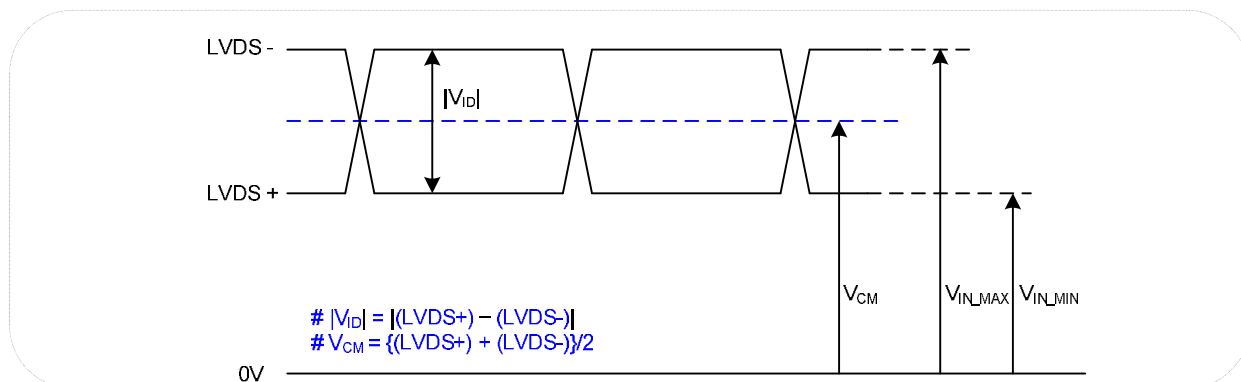 LVDS -
|VID|
LVDS +
VCM
VIN_MAX
VIN_MIN
# |VID| = |(LVDS+) – (LVDS-)|
# VCM = {(LVDS+) + (LVDS-)}/2
0V